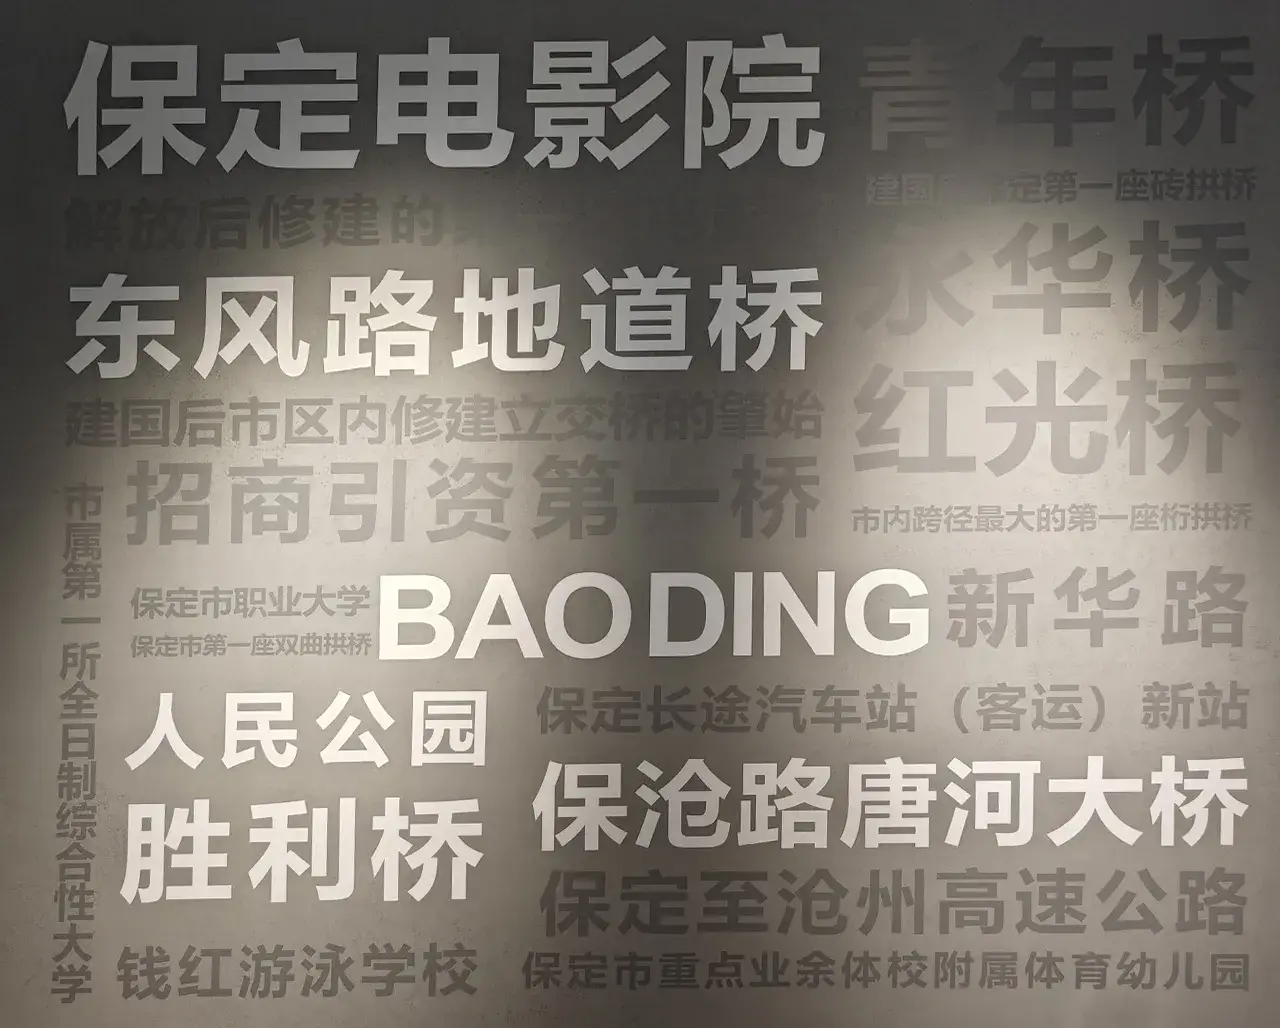 保定电影院
解放后修建的第
东风路地道桥
建国后市区内修建立交桥的肇始
招商引资第一桥
市属第一所全日制综合性大学
保定市职业大学
保定市第一座双曲拱桥
BAODING
人民公园
胜利桥
钱红游泳学校
青年桥
建国 定第一座砖拱桥
永华桥
红光桥
市内跨径最大的第一座桁拱桥
新华路
保定长途汽车站（客运）新站
保沧路唐河大桥
保定至沧州高速公路
保定市重点业余体校附属体育幼儿园